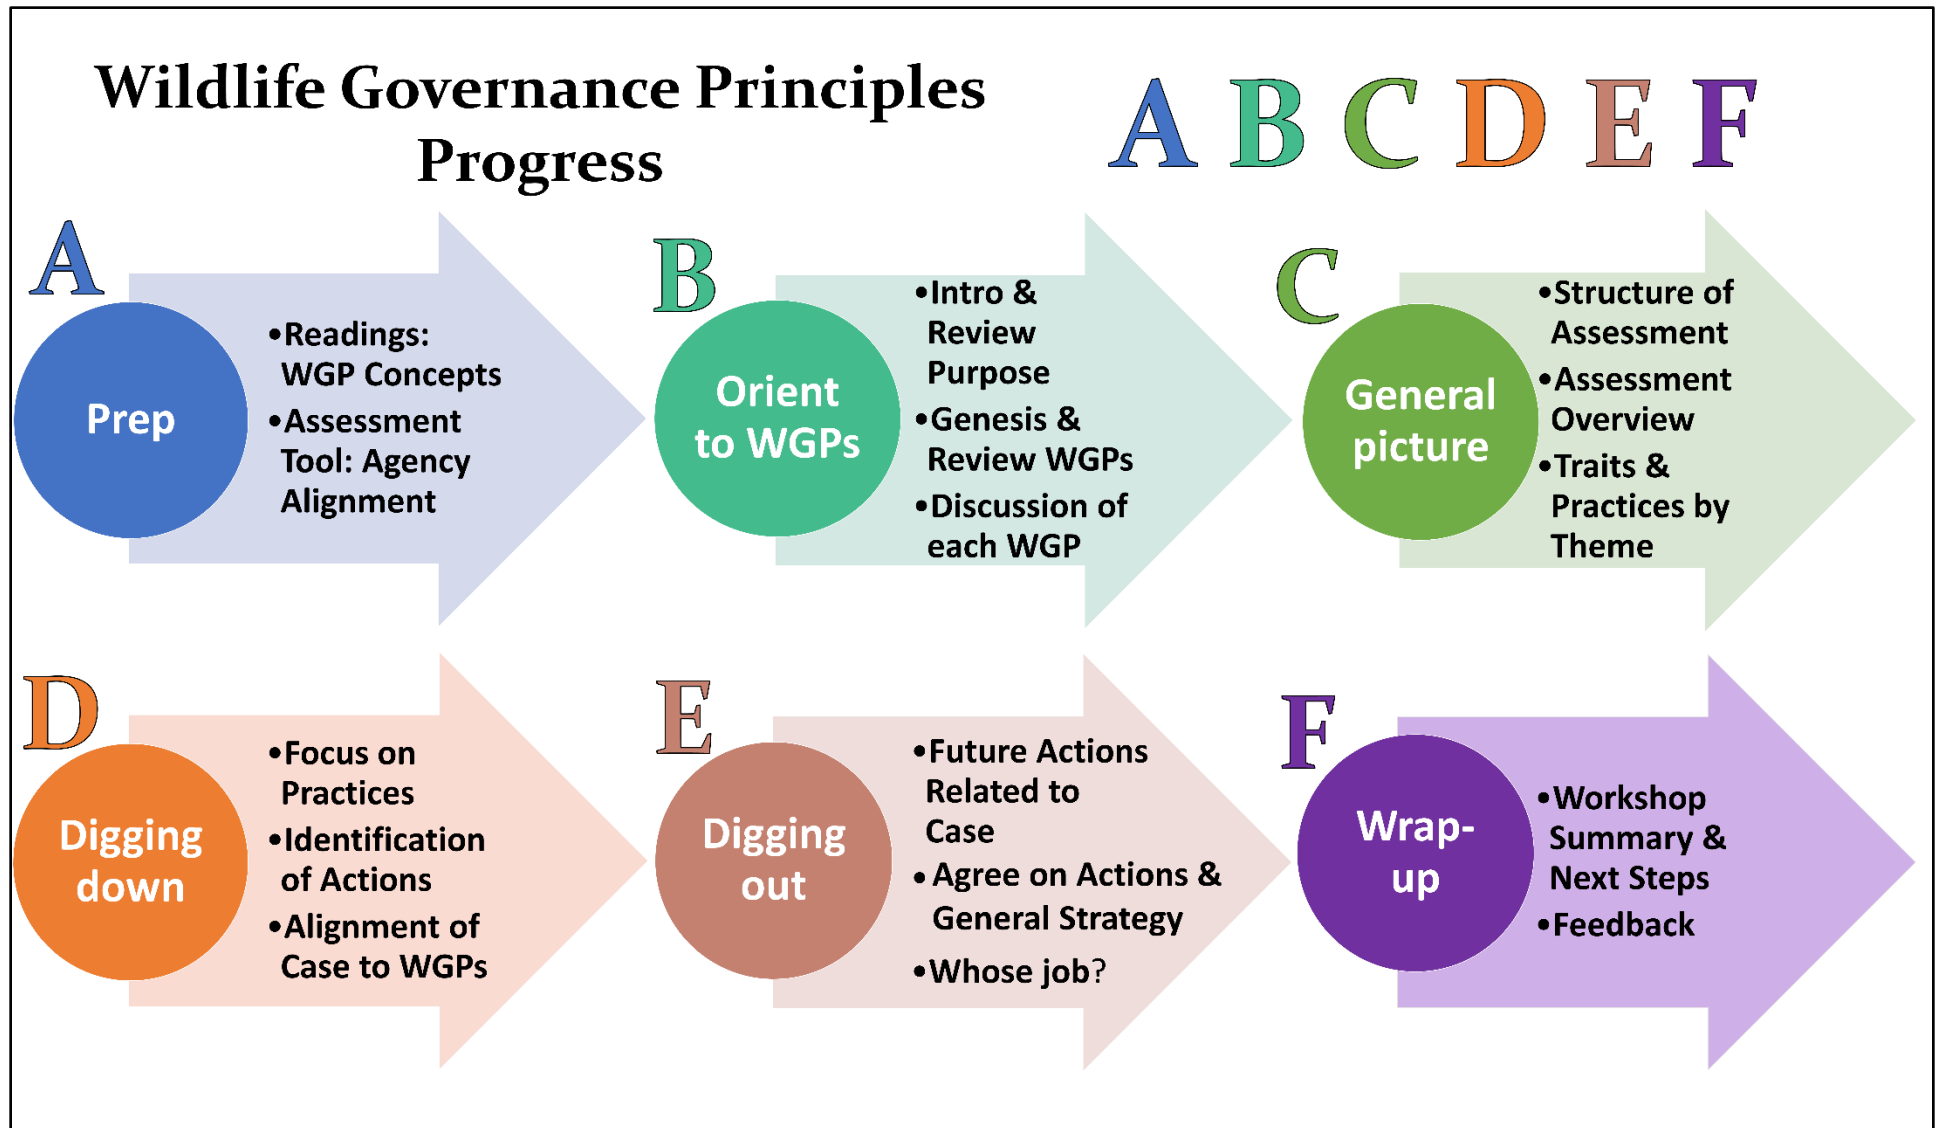 Wildlife Governance Principles
Progress
A B C D E F
A
Prep
•Readings:
WGP Concepts
•Assessment
Tool: Agency
Alignment
B
Orient
to WGPs
•Intro &
Review
Purpose
•Genesis &
Review WGPs
•Discussion of
each WGP
C
General
picture
•Structure of
Assessment
•Assessment
Overview
•Traits &
Practices by
Theme
D
Digging
down
•Focus on
Practices
•Identification
of Actions
•Alignment of
Case to WGPs
E
Digging
out
•Future Actions
Related to
Case
• Agree on Actions &
General Strategy
•Whose job?
F
Wrap-
up
•Workshop
Summary &
Next Steps
•Feedback